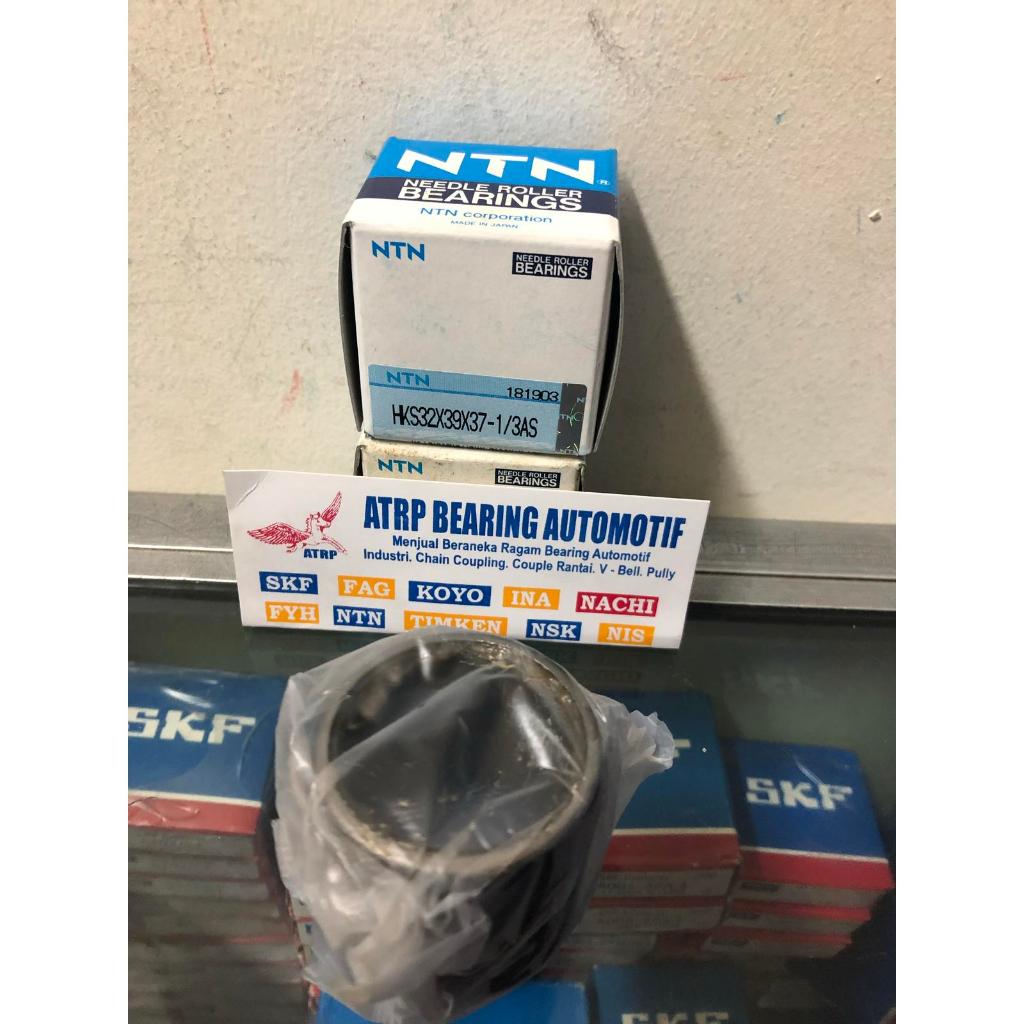 NTN®
NEEDLE ROLLER
BEARINGS
NTN corporation
MADE IN JAPAN
NTN
NEEDLE ROLLER
BEARINGS
NTN
181903
HKS32X39X37-1/3AS
NTN
NEEDLE ROLLER
BEARINGS
ATRP
ATRP BEARING AUTOMOTIF
Menjual Beraneka Ragam Bearing Automotif
Industri. Chain Coupling. Couple Rantai. V - Bell. Pully
SKF FAG KOYO INA NACHI
FYH NTN TIMKEN NSK NIS
SKF
SKF
SKF